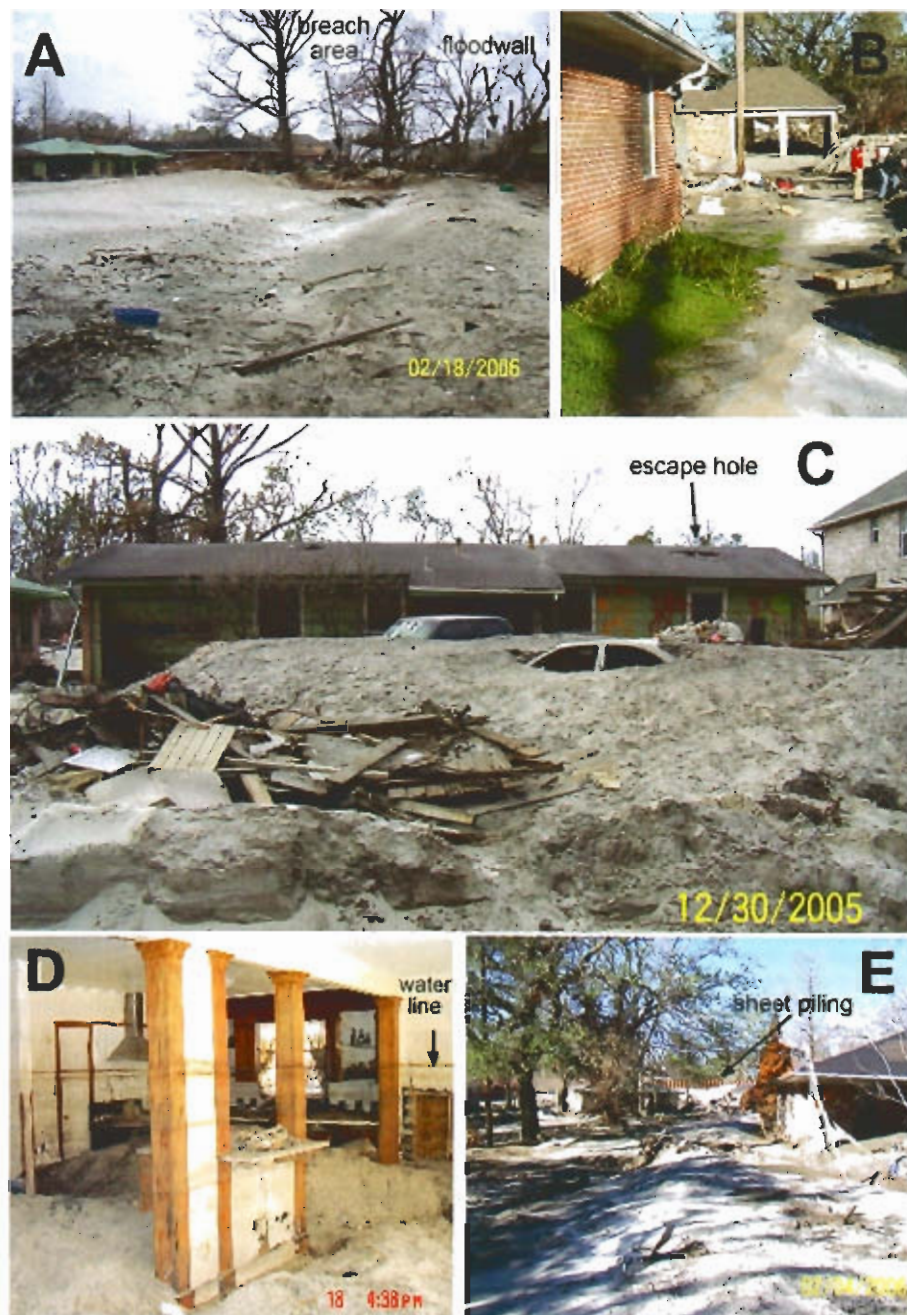 A
breach
area
floodwall
02/18/2006
B
C
escape hole
12/30/2005
D
water
line
18 4:38PM
E
sheet piling